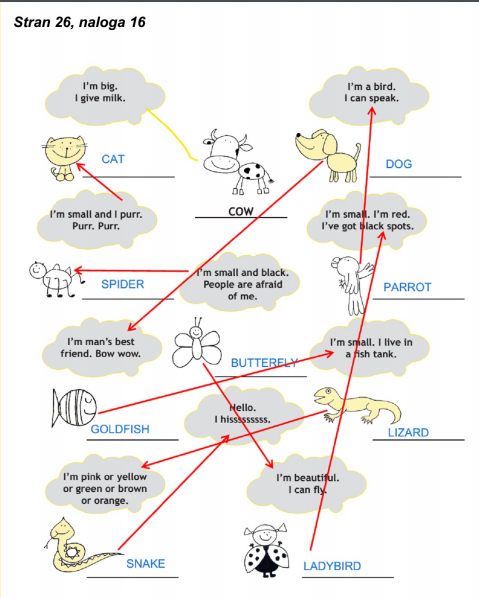 Stran 26, naloga 16
I'm big.
I give milk.
I'm a bird.
I can speak.
CAT
DOG
COW
I'm small and I purr.
Purr. Purr.
I'm small. I'm red.
I've got black spots.
SPIDER
I'm small and black.
People are afraid
of me.
PARROT
I'm man's best
friend. Bow wow.
BUTTERFLY
I'm small. I live in
a fish tank.
GOLDFISH
Hello.
I hisssssssss.
LIZARD
I'm pink or yellow
or green or brown
or orange.
I'm beautiful.
I can fly.
SNAKE
LADYBIRD